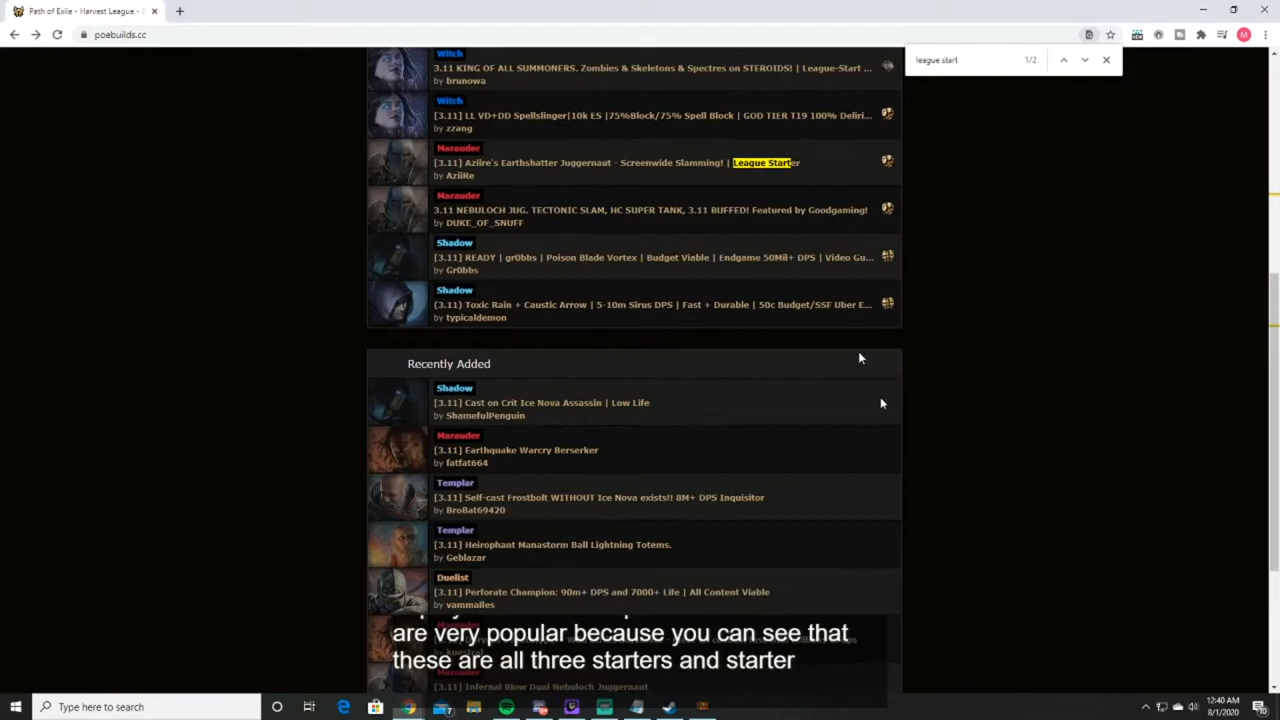 Path of Exile - Harvest League -
poebuilds.cc
league start
1/2
Witch
3.11 KING OF ALL SUMMONERS. Zombies & Skeletons & Spectres on STEROIDS! | League-Start ...
by brunowa
Witch
[3.11] LL VD+DD Spellslinger|10k ES |75%Block/75% Spell Block | GOD TIER T19 100% Deliri...
by zzang
Marauder
[3.11] Aziire's Earthshatter Juggernaut - Screenwide Slamming! | League Starter
by AziiRe
Marauder
3.11 NEBULOCH JUG. TECTONIC SLAM, HC SUPER TANK, 3.11 BUFFED! Featured by Goodgaming!
by DUKE_OF_SNUFF
Shadow
[3.11] READY | gr0bbs | Poison Blade Vortex | Budget Viable | Endgame 50Mil+ DPS | Video Gu...
by Gr0bbs
Shadow
(3.11) Toxic Rain + Caustic Arrow | 5-10m Sirus DPS | Fast + Durable | 50c Budget/SSF Uber E...
by typicaldemon
Recently Added
Shadow
[3.11] Cast on Crit Ice Nova Assassin | Low Life
by ShamefulPenguin
Marauder
[3.11] Earthquake Warcry Berserker
by fatfat664
Templar
[3.11] Self-cast Frostbolt WITHOUT Ice Nova exists!! 8M+ DPS Inquisitor
by BroBat69420
Templar
[3.11] Heirophant Manastorm Ball Lightning Totems.
by Geblazar
Duelist
[3.11] Perforate Champion: 90m+ DPS and 7000+ Life | All Content Viable
by vammalles
are very popular because you can see that
these are all three starters and starter
Marauder
[3.11] Infernal Blow Dual Nebuloch Juggernaut
Type here to search
12:40 AM
8/1/2020